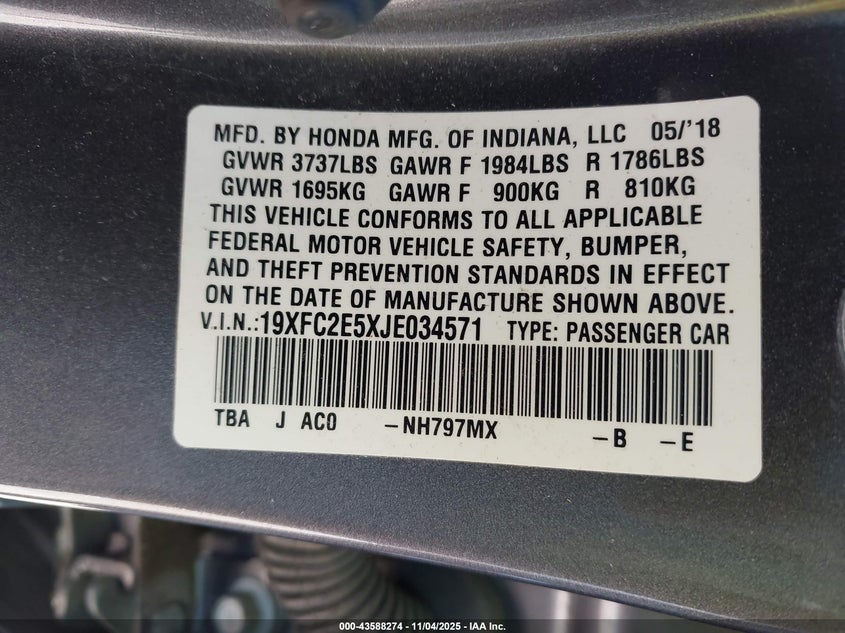 MFD. BY HONDA MFG. OF INDIANA, LLC 05/'18
GVWR 3737LBS GAWR F 1984LBS R 1786LBS
GVWR 1695KG GAWR F 900KG R 810KG
THIS VEHICLE CONFORMS TO ALL APPLICABLE
FEDERAL MOTOR VEHICLE SAFETY, BUMPER,
AND THEFT PREVENTION STANDARDS IN EFFECT
ON THE DATE OF MANUFACTURE SHOWN ABOVE.
V.I.N.:19XFC2E5XJE034571 TYPE: PASSENGER CAR
TBA J AC0 -NH797MX -B -E
000-43588274 - 11/04/2025 - IAA Inc.